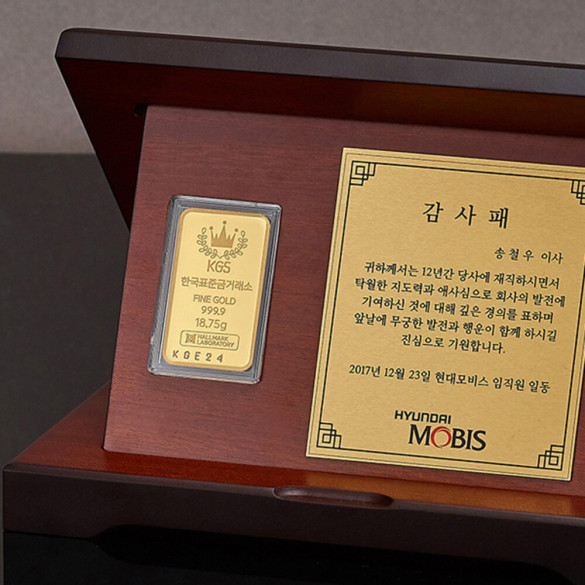 KGS
한국표준금거래소
FINE GOLD
999.9
18.75g
HALLMARK
LABORATORY
KGE24
감사패
송철우 이사
귀하께서는 12년간 당사에 재직하시면서
탁월한 지도력과 애사심으로 회사의 발전에
기여하신 것에 대해 깊은 경의를 표하며
앞날에 무궁한 발전과 행운이 함께 하시길
진심으로 기원합니다.
2017년 12월 23일 현대모비스 임직원 일동
HYUNDAI
MOBIS